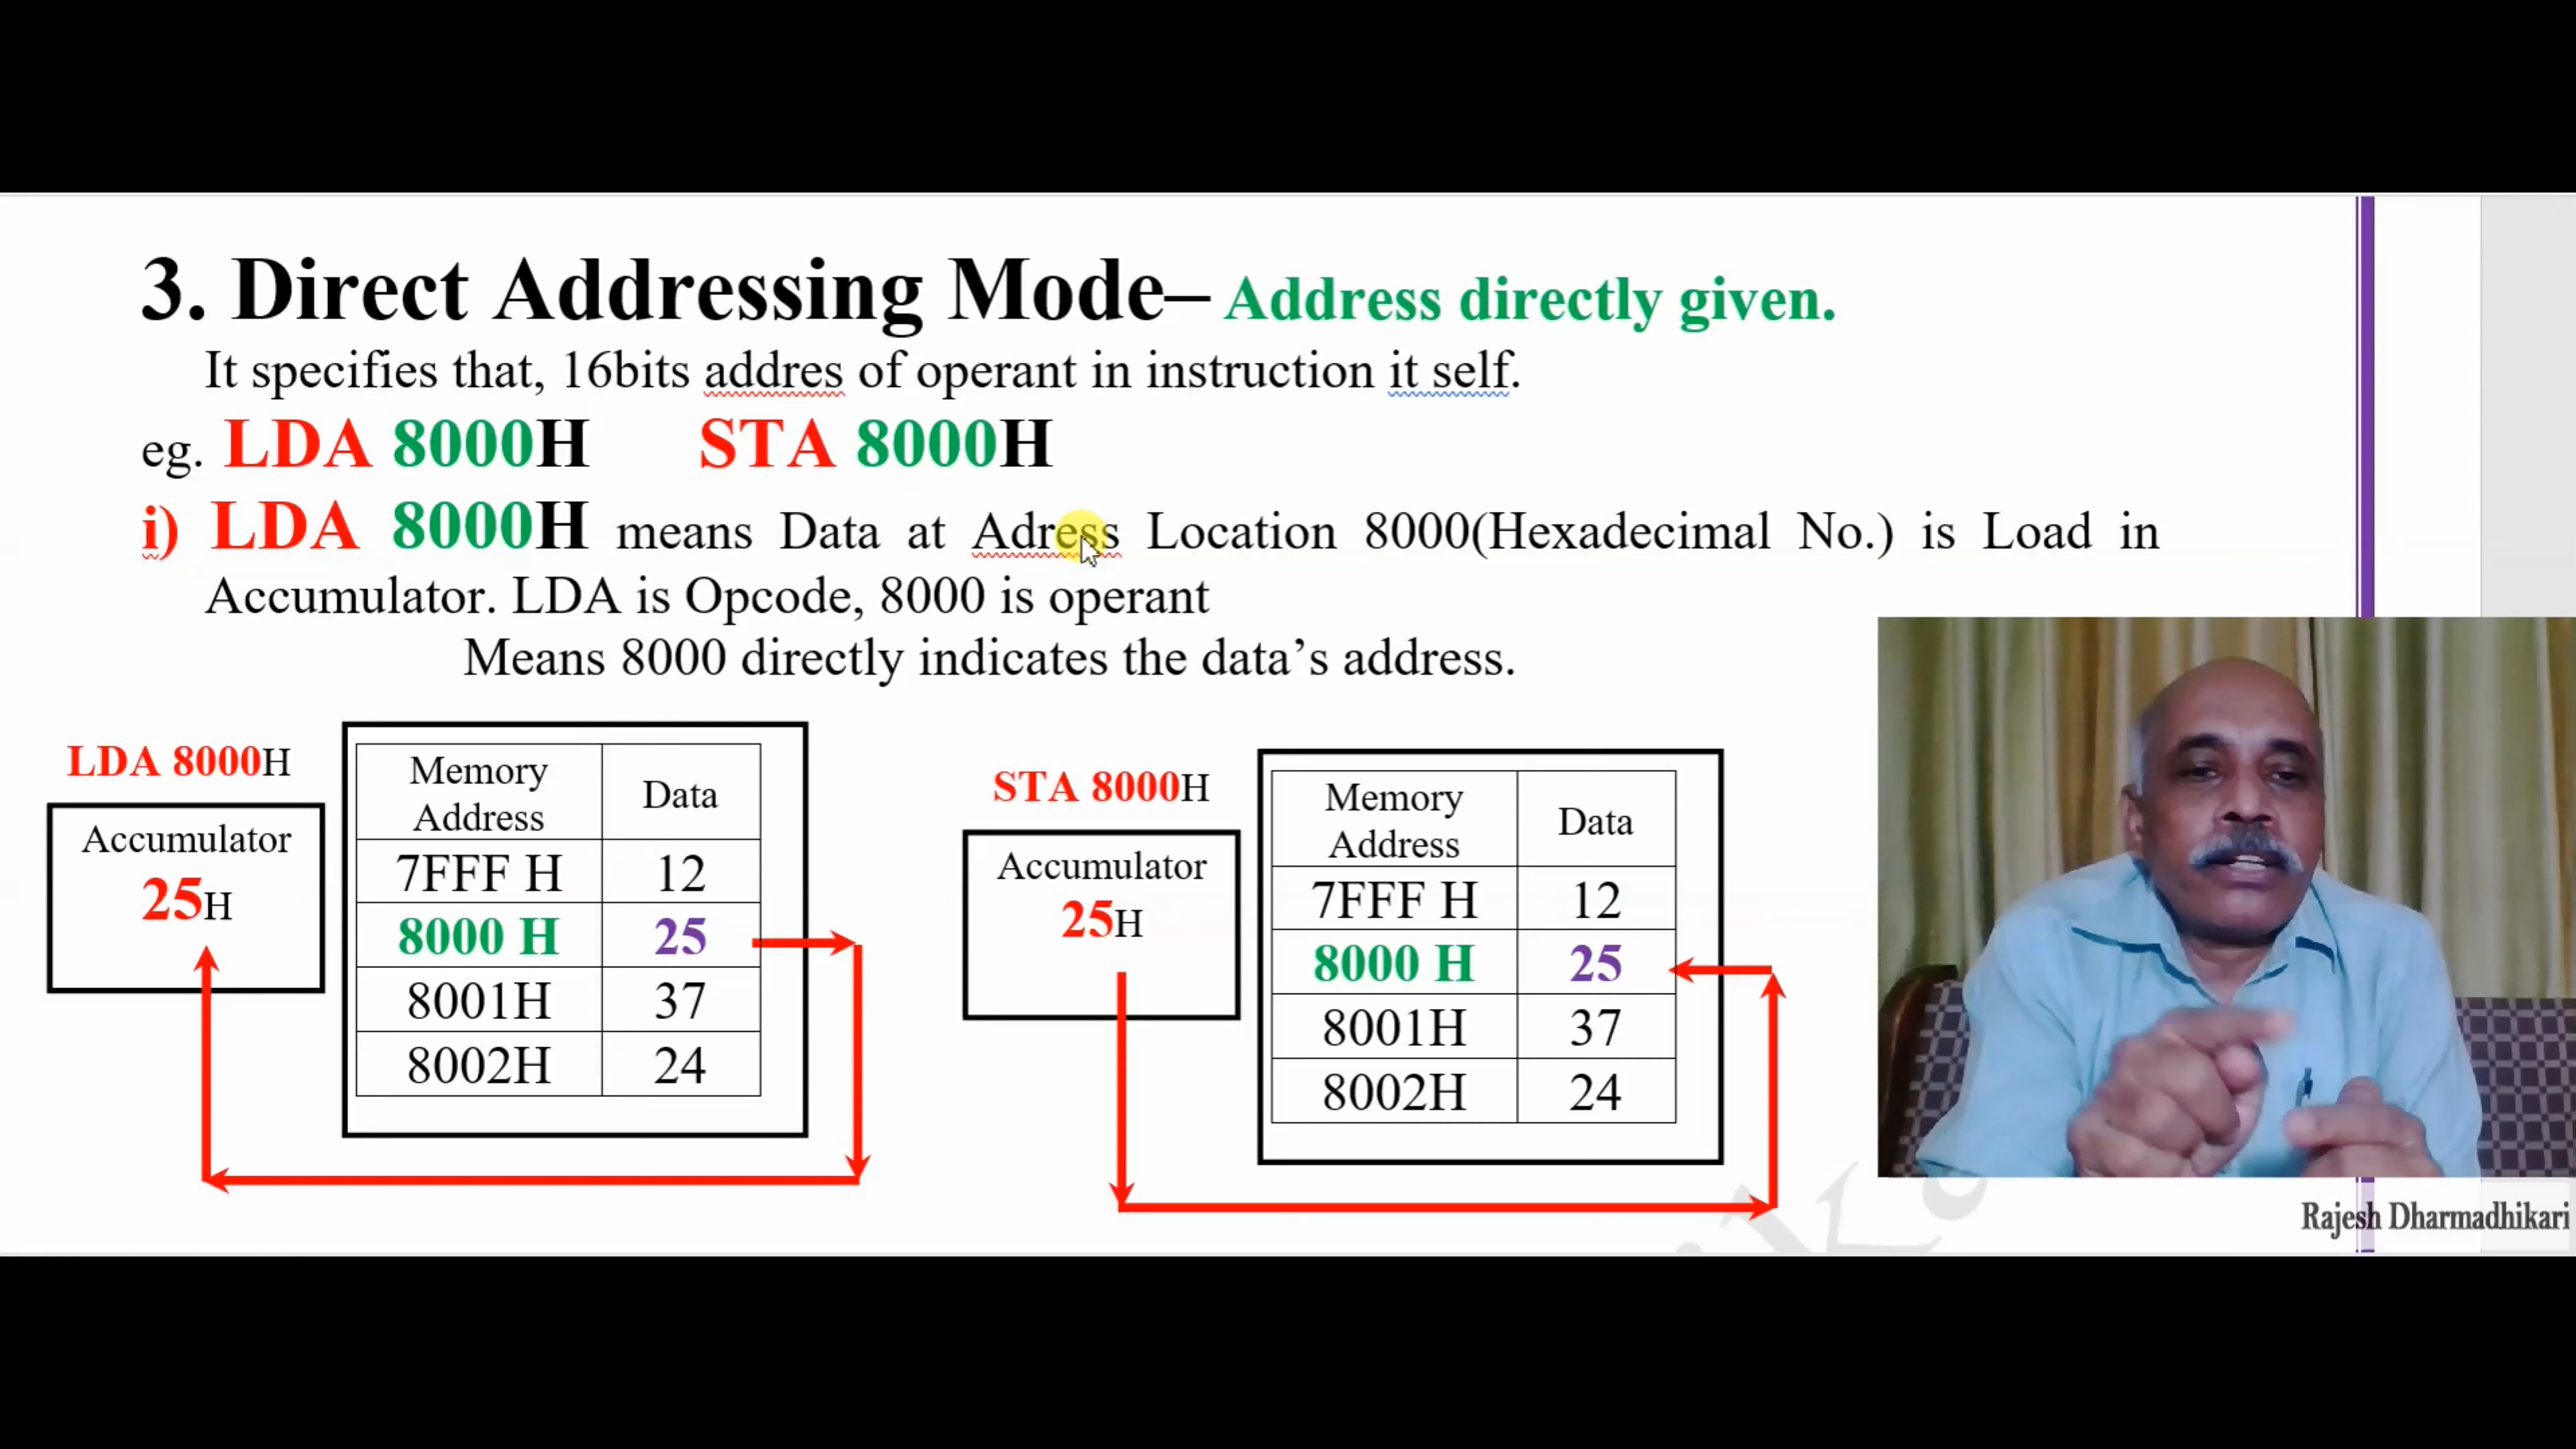 3. Direct Addressing Mode– Address directly given.
It specifies that, 16bits addres of operant in instruction it self.
eg. LDA 8000H STA 8000H
i) LDA 8000H means Data at Adress Location 8000(Hexadecimal No.) is Load in
Accumulator. LDA is Opcode, 8000 is operant
Means 8000 directly indicates the data's address.
LDA 8000H
Accumulator
25H
Memory Address Data
7FFF H 12
8000 H 25
8001H 37
8002H 24
STA 8000H
Accumulator
25H
Memory Address Data
7FFF H 12
8000 H 25
8001H 37
8002H 24
Rajesh Dharmadhikari